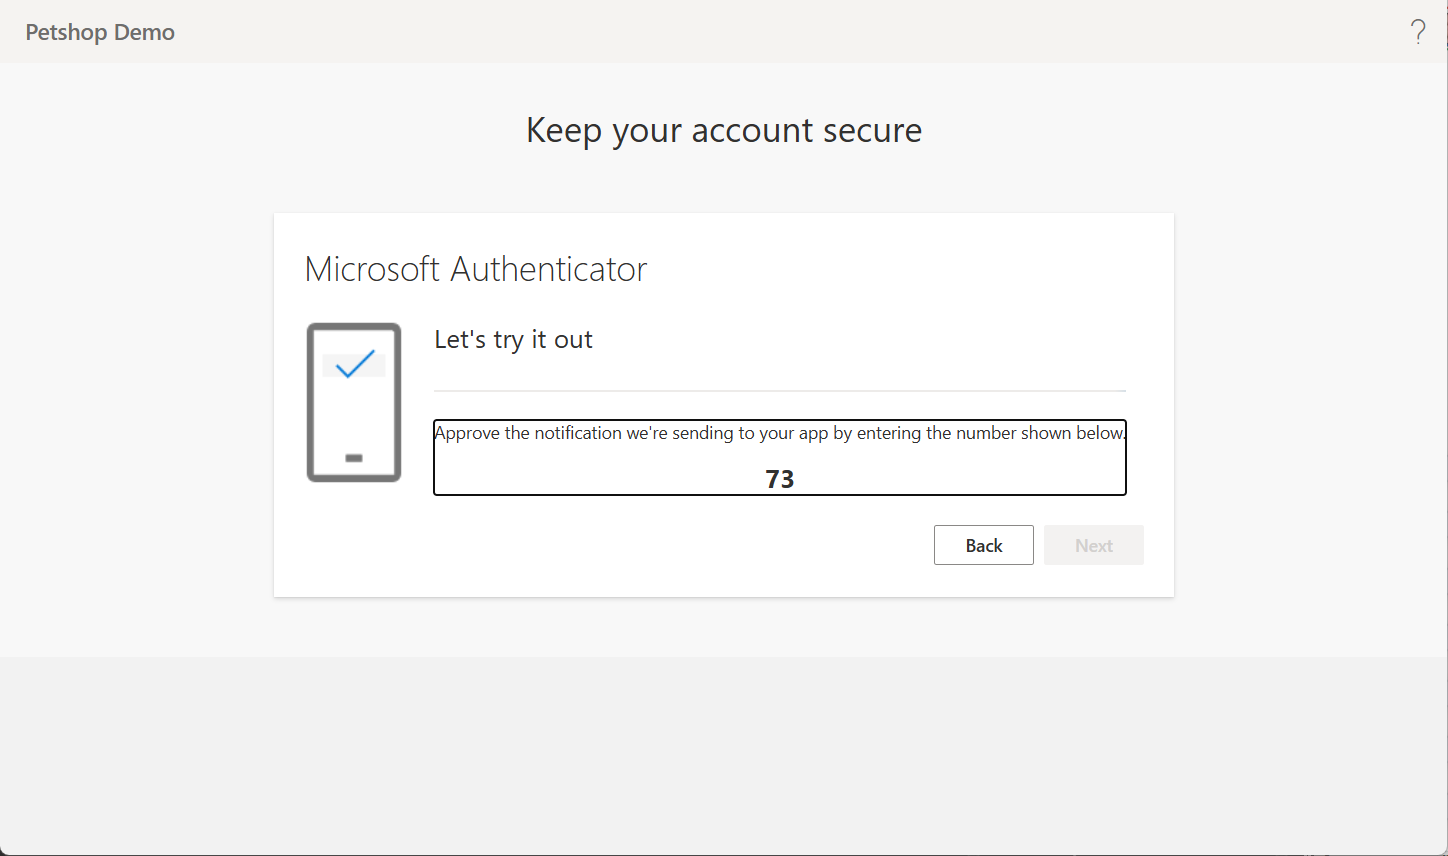 Petshop Demo
?
Keep your account secure
Microsoft Authenticator
Let's try it out
Approve the notification we're sending to your app by entering the number shown below.
73
Back
Next